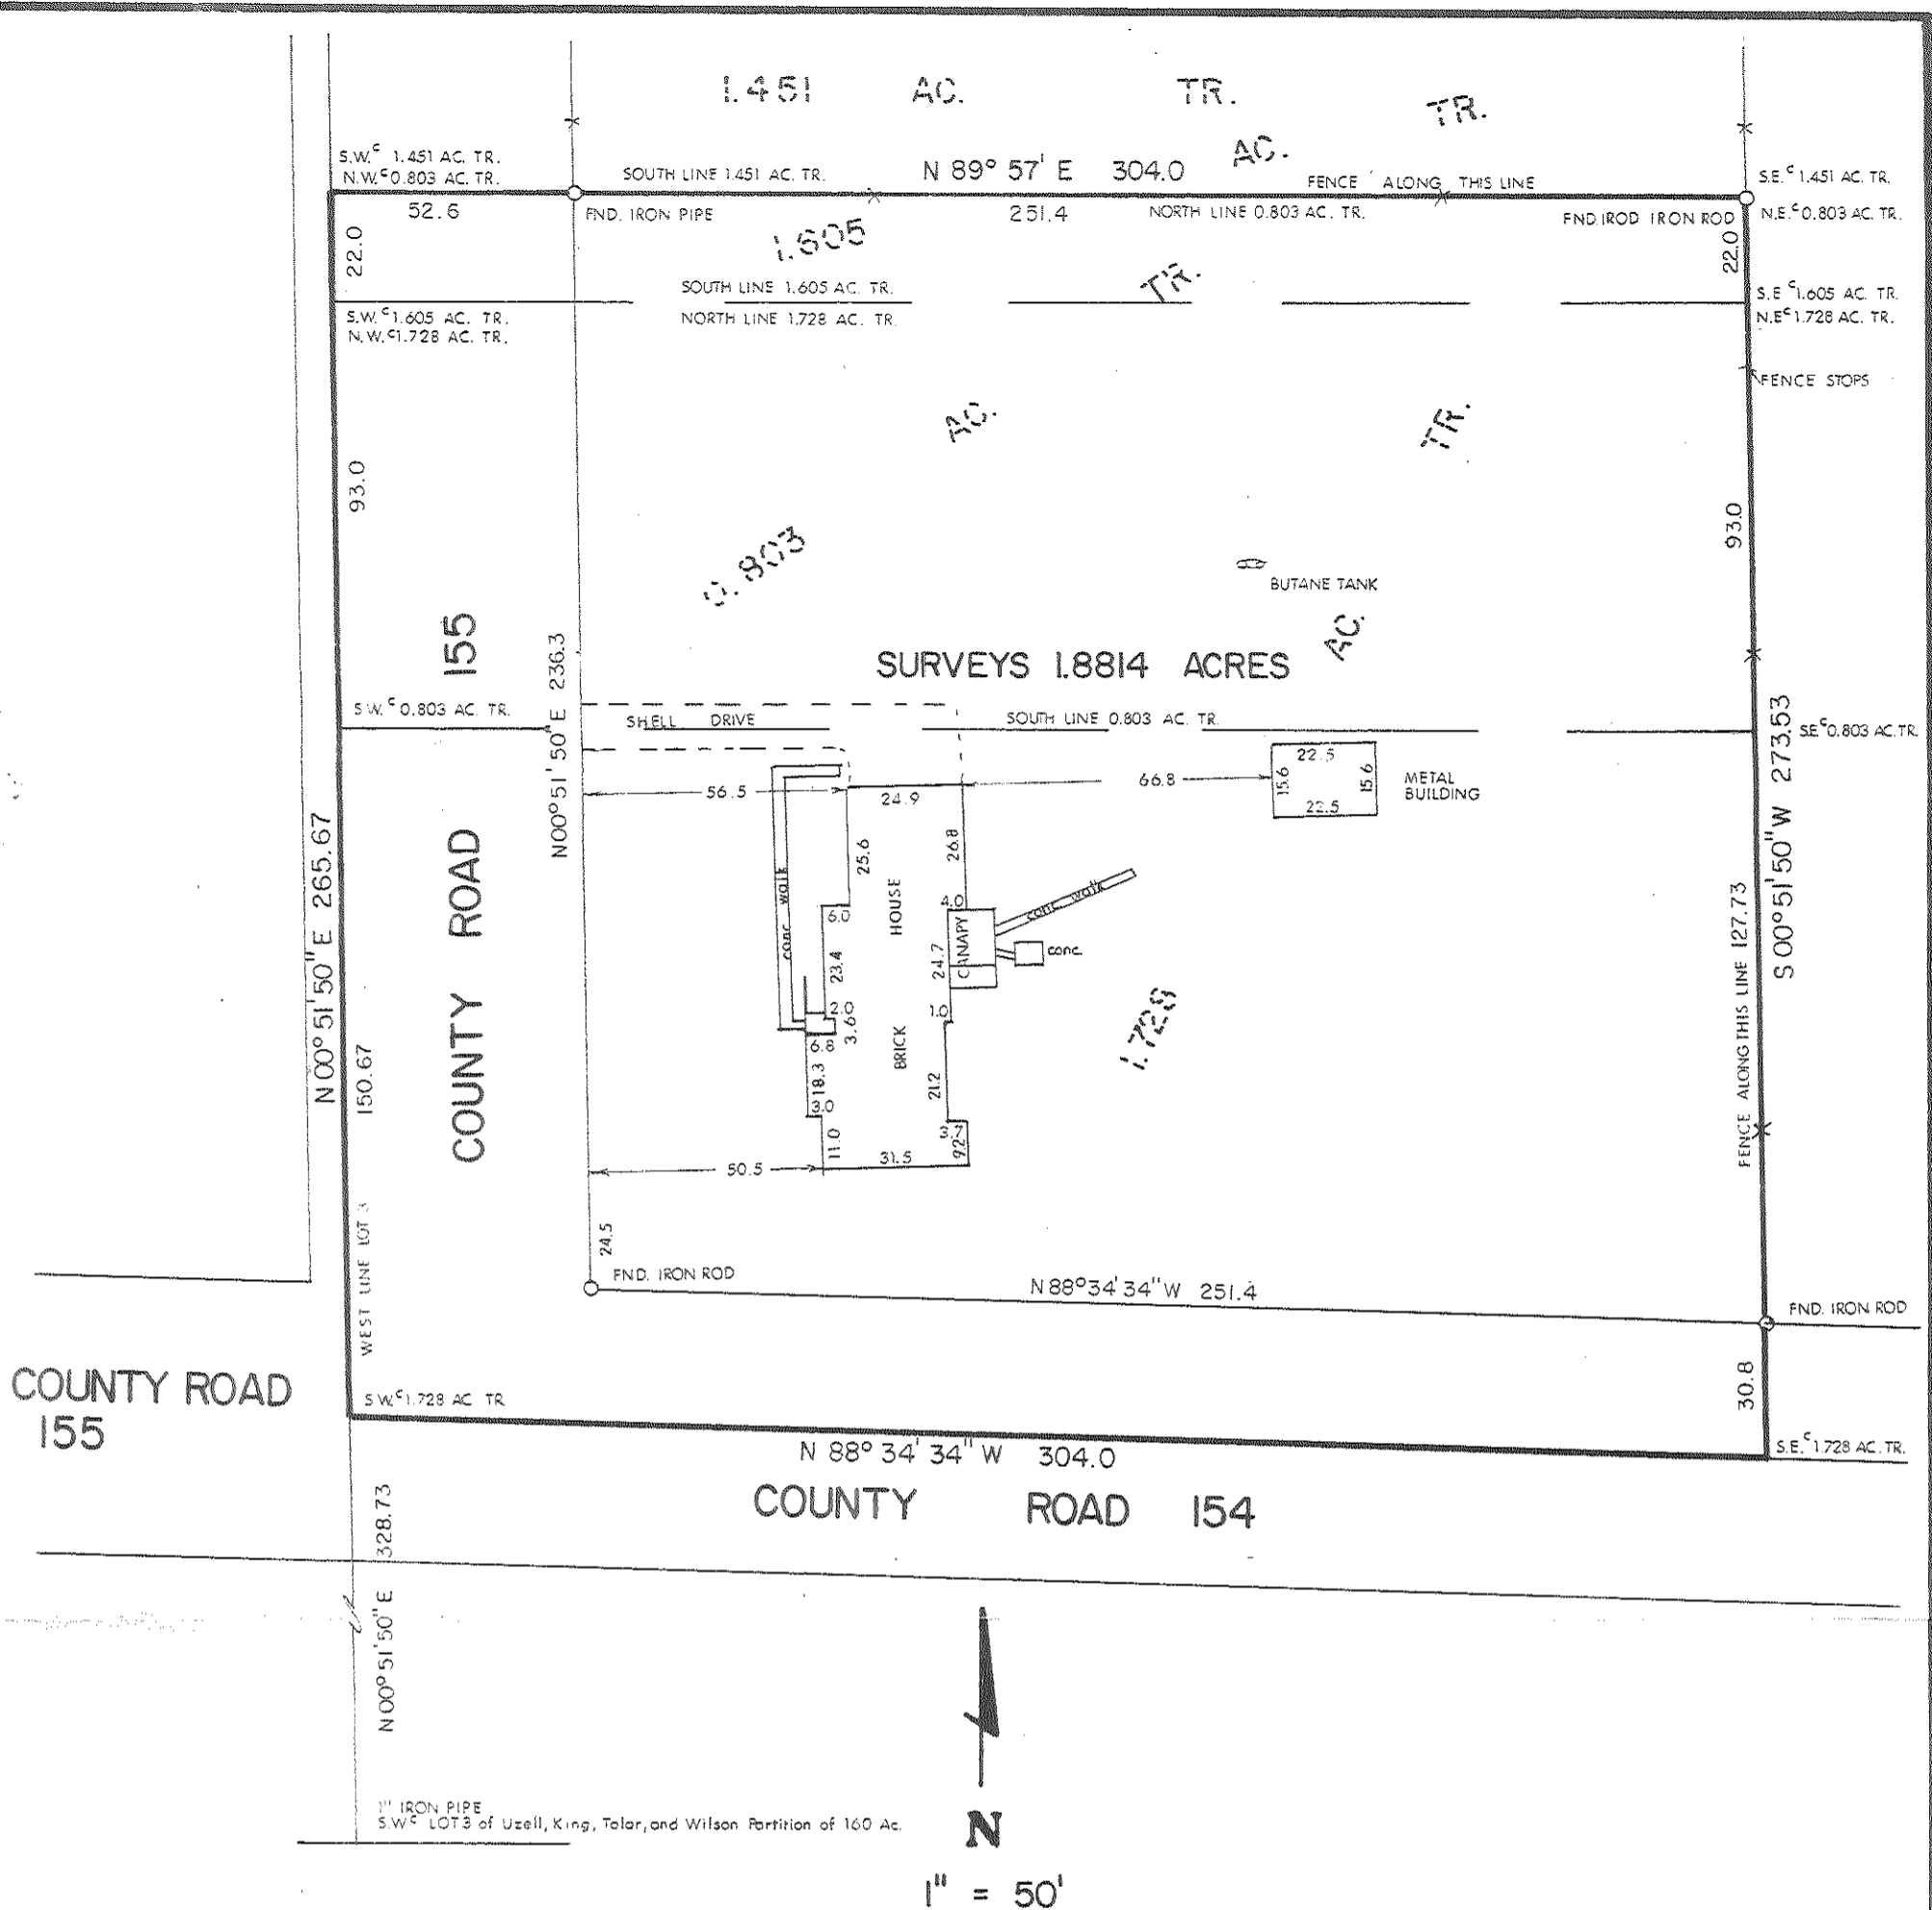 1.451 AC. TR.
TR.
AC.
S.W.C 1.451 AC. TR.
N.W.C 0.803 AC. TR.
SOUTH LINE 1.451 AC. TR.
N 89° 57' E 304.0
FENCE ALONG THIS LINE
S.E.C 1.451 AC. TR.
52.6
FND. IRON PIPE
251.4
NORTH LINE 0.803 AC. TR.
FND.IROD IRON ROD
N.E.C 0.803 AC. TR.
22.0
1.605
22.0
TR.
SOUTH LINE 1.605 AC. TR.
S.E C 1.605 AC. TR.
S.W.C 1.605 AC. TR.
NORTH LINE 1.728 AC. TR.
N.E C 1.728 AC. TR.
N.W.C 1.728 AC. TR.
FENCE STOPS
AC.
TR.
93.0
93.0
0.803
BUTANE TANK
AC.
SURVEYS 1.8814 ACRES
COUNTY ROAD 155
N00°51'50"E 236.3
S.W.C 0.803 AC. TR.
SHELL DRIVE
SOUTH LINE 0.803 AC. TR.
S.E C 0.803 AC. TR.
S 00°51'50"W 273.53
22.5
15.6
15.6
22.5
METAL
BUILDING
56.5
24.9
66.8
N 00°51'50"E 265.67
conc walk
25.6
26.8
HOUSE
BRICK
6.0
4.0
23.4
24.7
CANAPY
conc. walk
conc.
2.0
3.60
1.0
6.8
18.3
21.2
3.0
11.0
3.7
9.2
50.5
31.5
1.728
FENCE ALONG THIS LINE 127.73
150.67
WEST LINE LOT 3
24.5
FND. IRON ROD
N 88°34'34"W 251.4
FND. IRON ROD
30.8
COUNTY ROAD
155
S.W.C 1.728 AC. TR.
N 88° 34' 34" W 304.0
S.E.C 1.728 AC. TR.
COUNTY ROAD 154
N00°51'50"E 328.73
1" IRON PIPE
S.W C LOT 3 of Uzell, King, Tolar, and Wilson Partition of 160 Ac.
N
1" = 50'